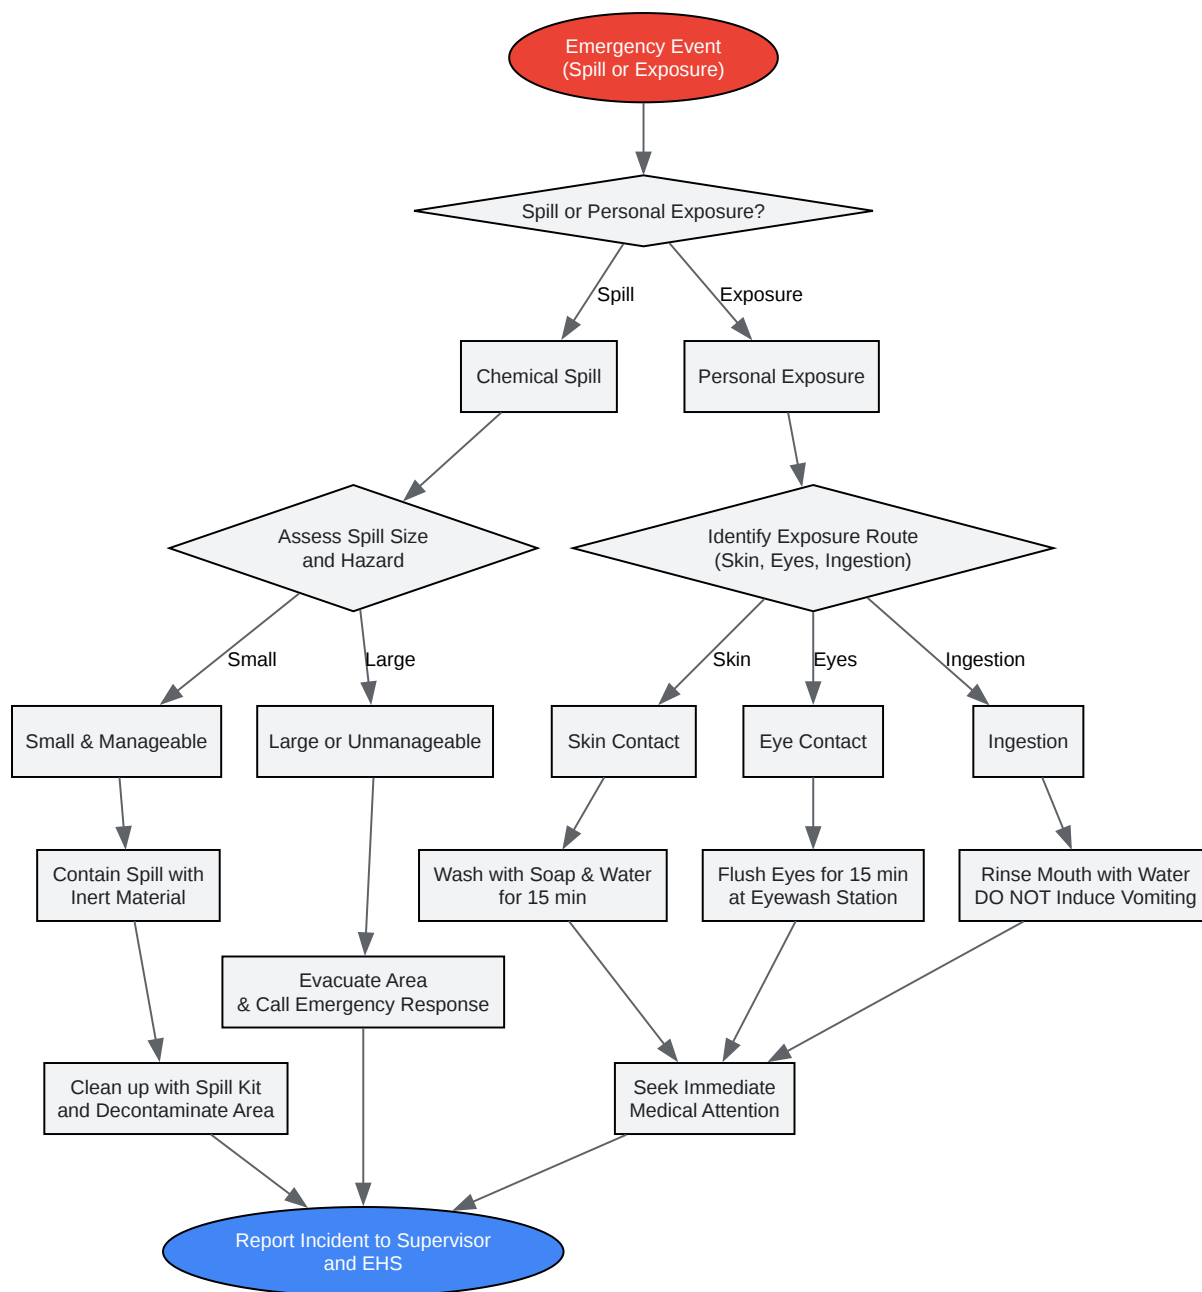 Emergency Event
(Spill or Exposure)
Spill or Personal Exposure?
Spill
Exposure
Chemical Spill
Personal Exposure
Assess Spill Size
and Hazard
Identify Exposure Route
(Skin, Eyes, Ingestion)
Small
Large
Skin
Eyes
Ingestion
Small & Manageable
Large or Unmanageable
Skin Contact
Eye Contact
Ingestion
Contain Spill with
Inert Material
Wash with Soap & Water
for 15 min
Flush Eyes for 15 min
at Eyewash Station
Rinse Mouth with Water
DO NOT Induce Vomiting
Evacuate Area
& Call Emergency Response
Clean up with Spill Kit
and Decontaminate Area
Seek Immediate
Medical Attention
Report Incident to Supervisor
and EHS